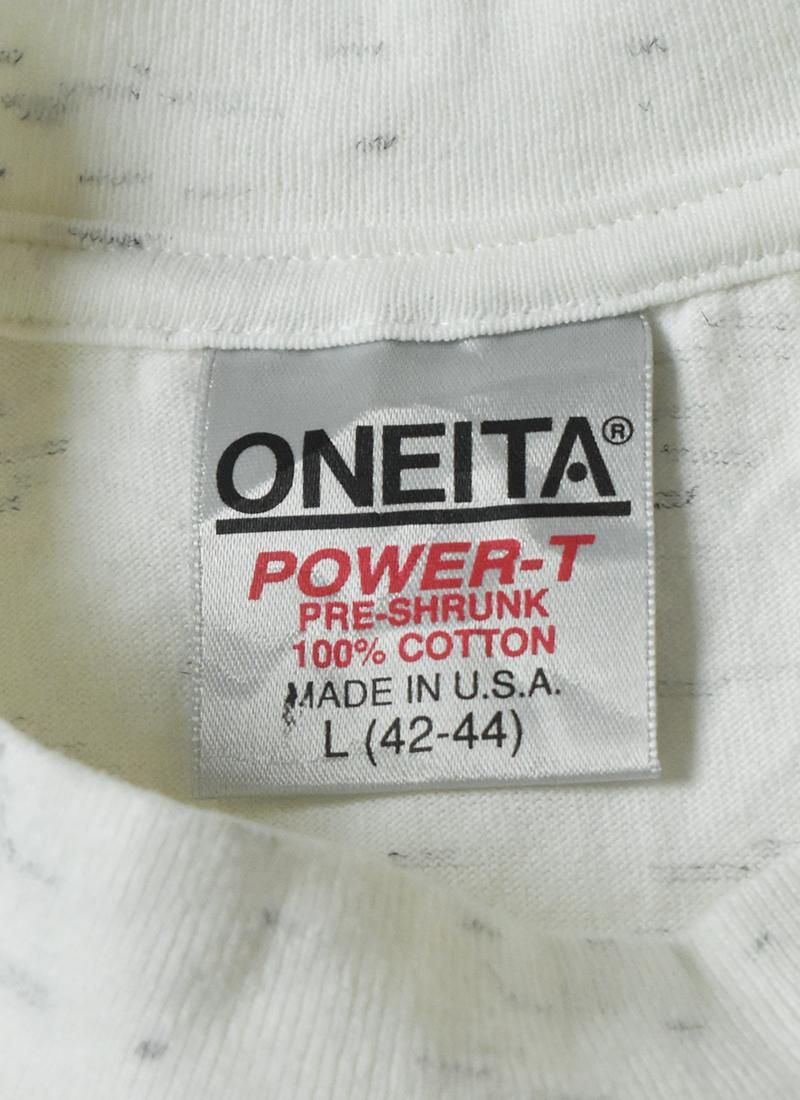 ONEITA®
POWER-T
PRE-SHRUNK
100% COTTON
MADE IN U.S.A.
L (42-44)